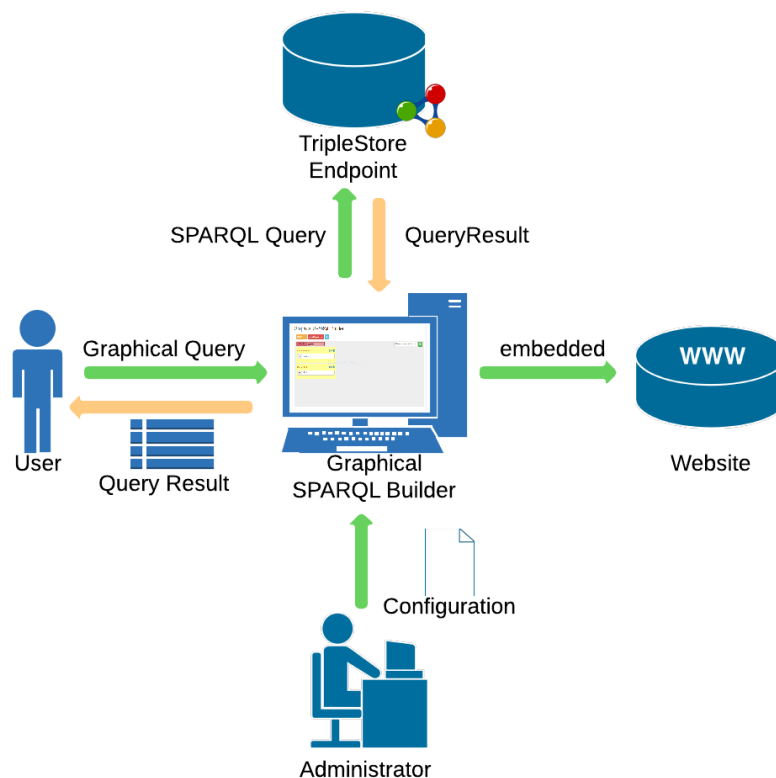 TripleStore
Endpoint
SPARQL Query
QueryResult
Graphical Query
embedded
WWW
User
Query Result
Graphical
SPARQL Builder
Website
Configuration
Administrator